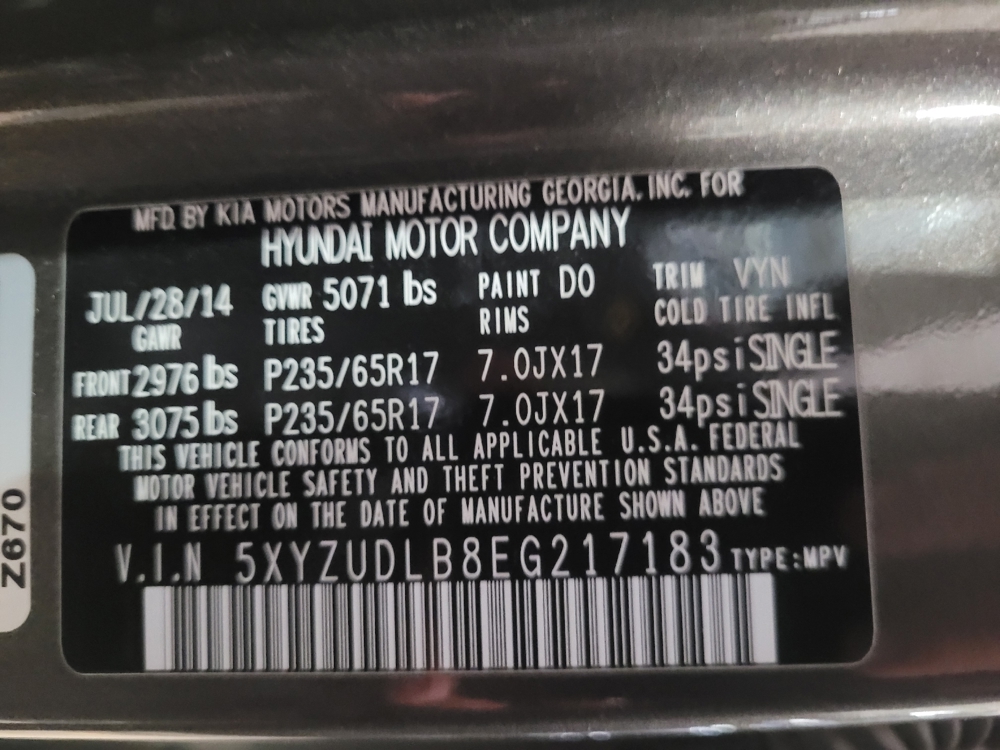 MFD. BY KIA MOTORS MANUFACTURING GEORGIA. INC. FOR
HYUNDAI MOTOR COMPANY
JUL/28/14 GVWR 5071 lbs PAINT DO TRIM VYN
GAWR TIRES RIMS COLD TIRE INFL
FRONT 2976 lbs P235/65R17 7.0JX17 34psi SINGLE
REAR 3075 lbs P235/65R17 7.0JX17 34psi SINGLE
THIS VEHICLE CONFORMS TO ALL APPLICABLE U.S.A. FEDERAL
MOTOR VEHICLE SAFETY AND THEFT PREVENTION STANDARDS
IN EFFECT ON THE DATE OF MANUFACTURE SHOWN ABOVE
V.I.N 5XYZUDLB8EG217183 TYPE:MPV
Z670